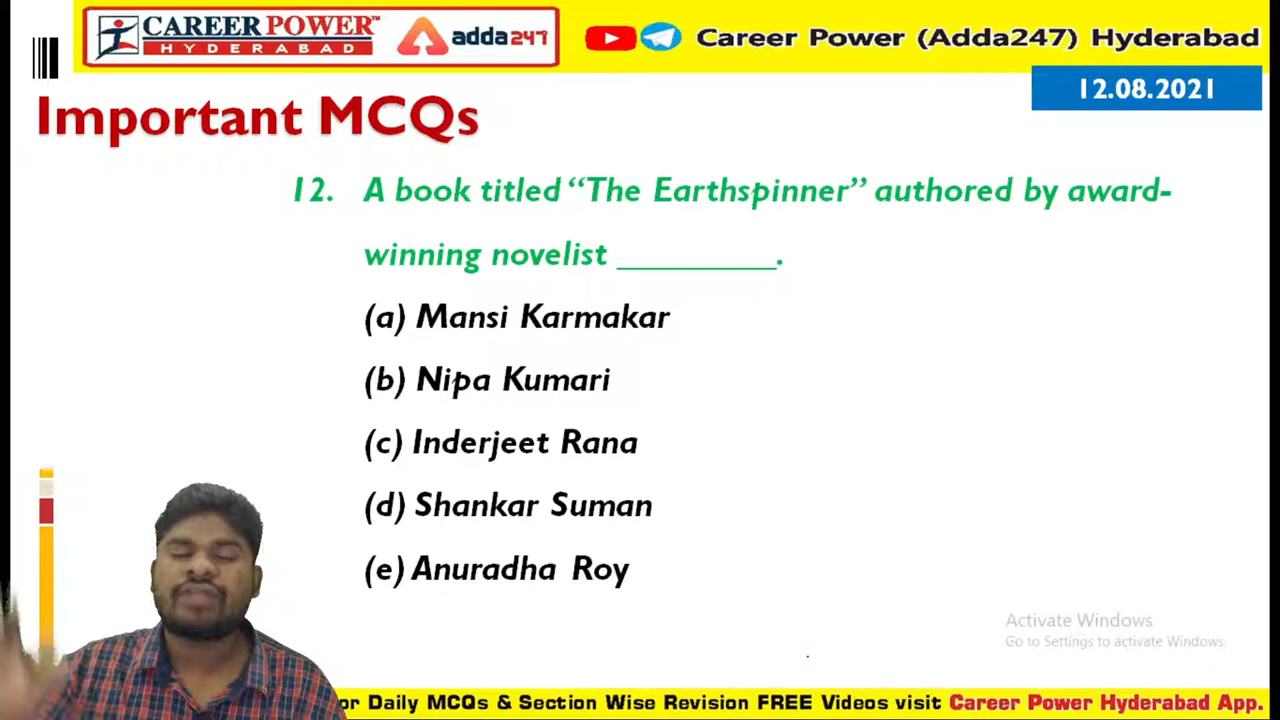 CAREER POWER™
HYDERABAD
adda247
Career Power (Adda247) Hyderabad
12.08.2021
Important MCQs
12. A book titled “The Earthspinner” authored by award-
winning novelist _________.
(a) Mansi Karmakar
(b) Nipa Kumari
(c) Inderjeet Rana
(d) Shankar Suman
(e) Anuradha Roy
Activate Windows
Go to Settings to activate Windows.
or Daily MCQs & Section Wise Revision FREE Videos visit Career Power Hyderabad App.